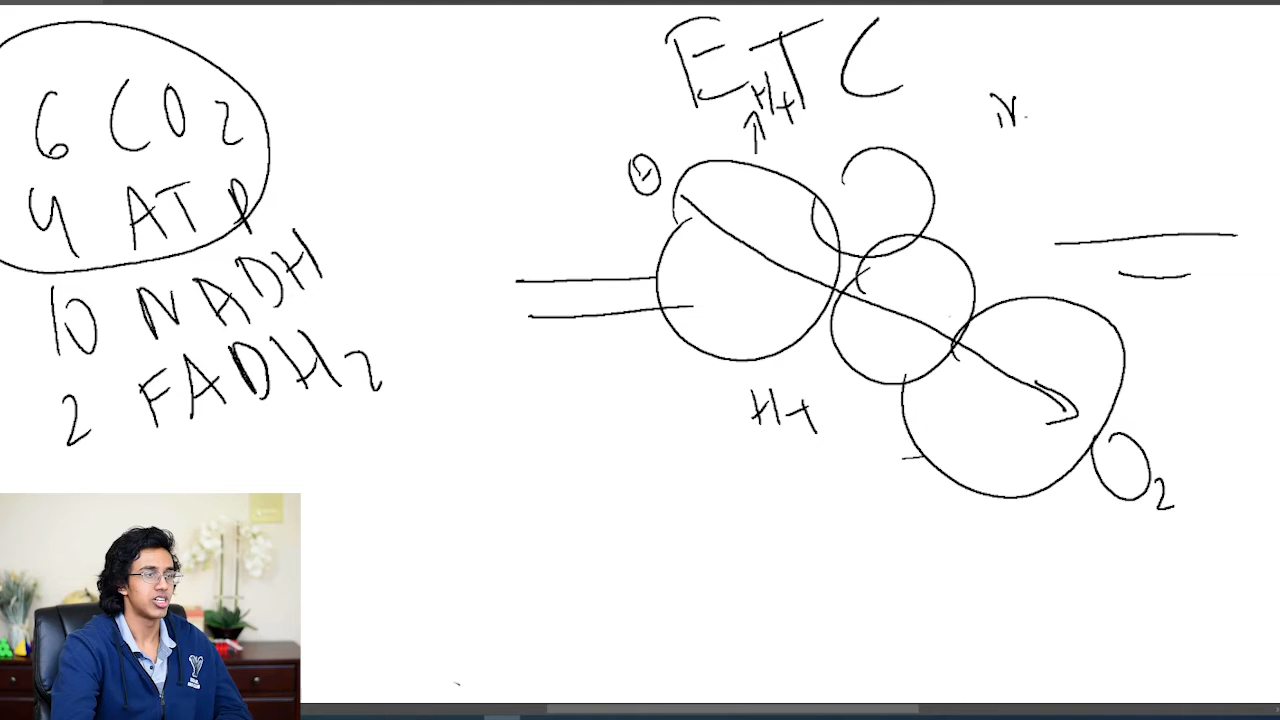 6 CO2
4 ATP
10 NADH
2 FADH2
ETC
H+
H+
O2